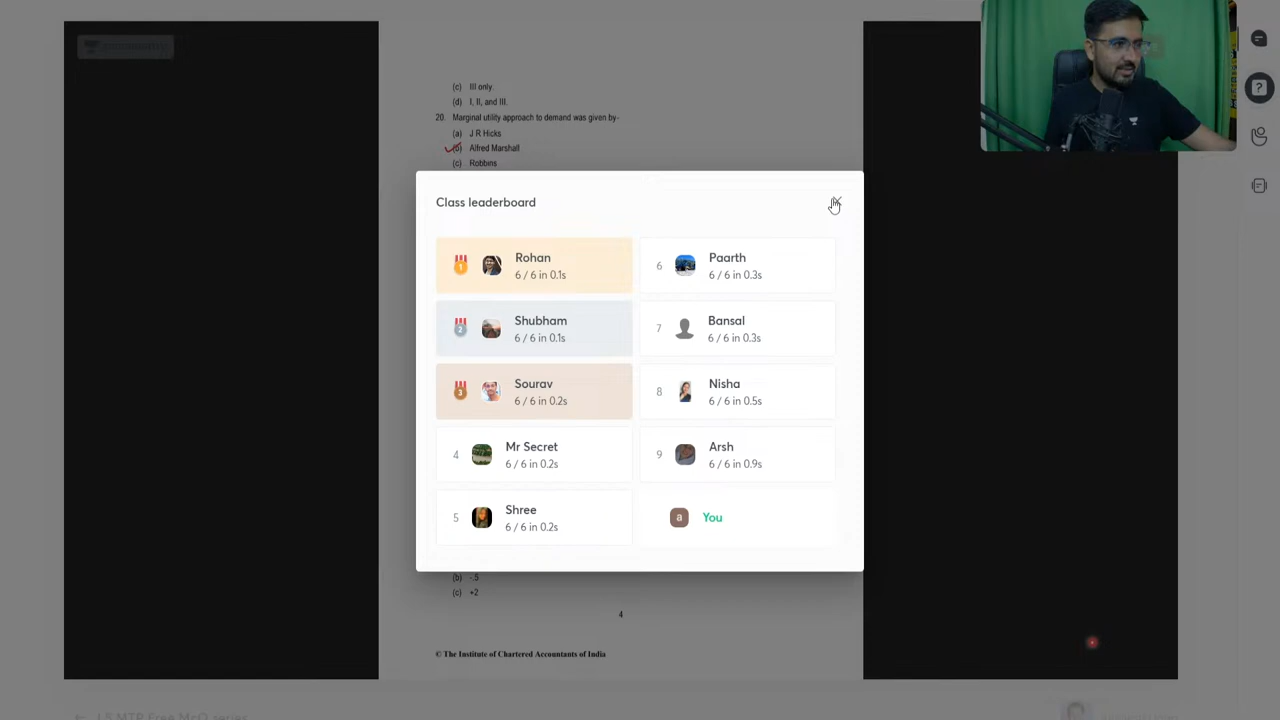 (c) III only.
(d) I, II, and III.
20. Marginal utility approach to demand was given by-
(a) J R Hicks
(b) Alfred Marshall
(c) Robbins
Class leaderboard
1 Rohan
6 / 6 in 0.1s
2 Shubham
6 / 6 in 0.1s
3 Sourav
6 / 6 in 0.2s
4 Mr Secret
6 / 6 in 0.2s
5 Shree
6 / 6 in 0.2s
6 Paarth
6 / 6 in 0.3s
7 Bansal
6 / 6 in 0.3s
8 Nisha
6 / 6 in 0.5s
9 Arsh
6 / 6 in 0.9s
a You
(b) -.5
(c) +2
4
© The Institute of Chartered Accountants of India